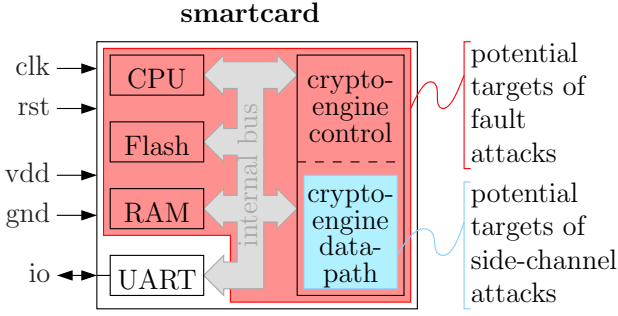 smartcard
clk
rst
vdd
gnd
io
CPU
Flash
RAM
UART
internal bus
crypto-
engine
control
crypto-
engine
data-
path
potential
targets of
fault
attacks
potential
targets of
side-channel
attacks